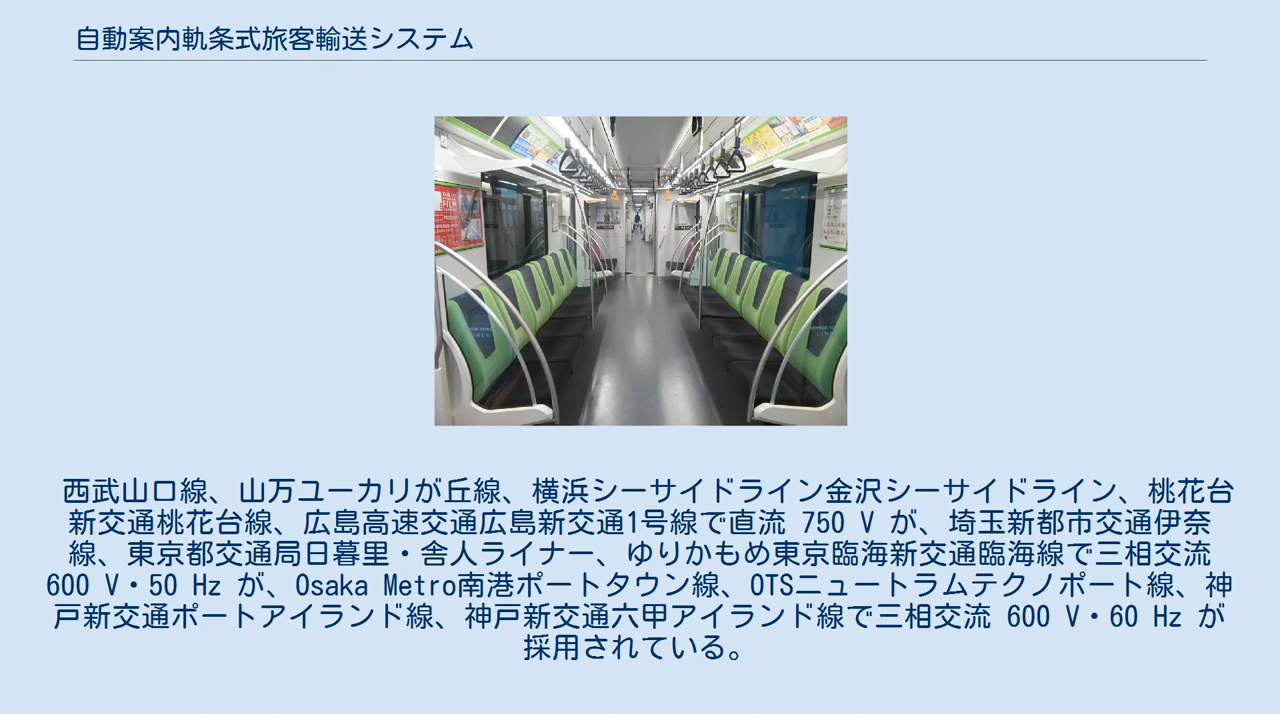 自動案内軌条式旅客輸送システム
西武山口線、山万ユーカリが丘線、横浜シーサイドライン金沢シーサイドライン、桃花台
新交通桃花台線、広島高速交通広島新交通1号線で直流 750 V が、埼玉新都市交通伊奈
線、東京都交通局日暮里・舎人ライナー、ゆりかもめ東京臨海新交通臨海線で三相交流
600 V・50 Hz が、Osaka Metro南港ポートタウン線、OTSニュートラムテクノポート線、神
戸新交通ポートアイランド線、神戸新交通六甲アイランド線で三相交流 600 V・60 Hz が
採用されている。